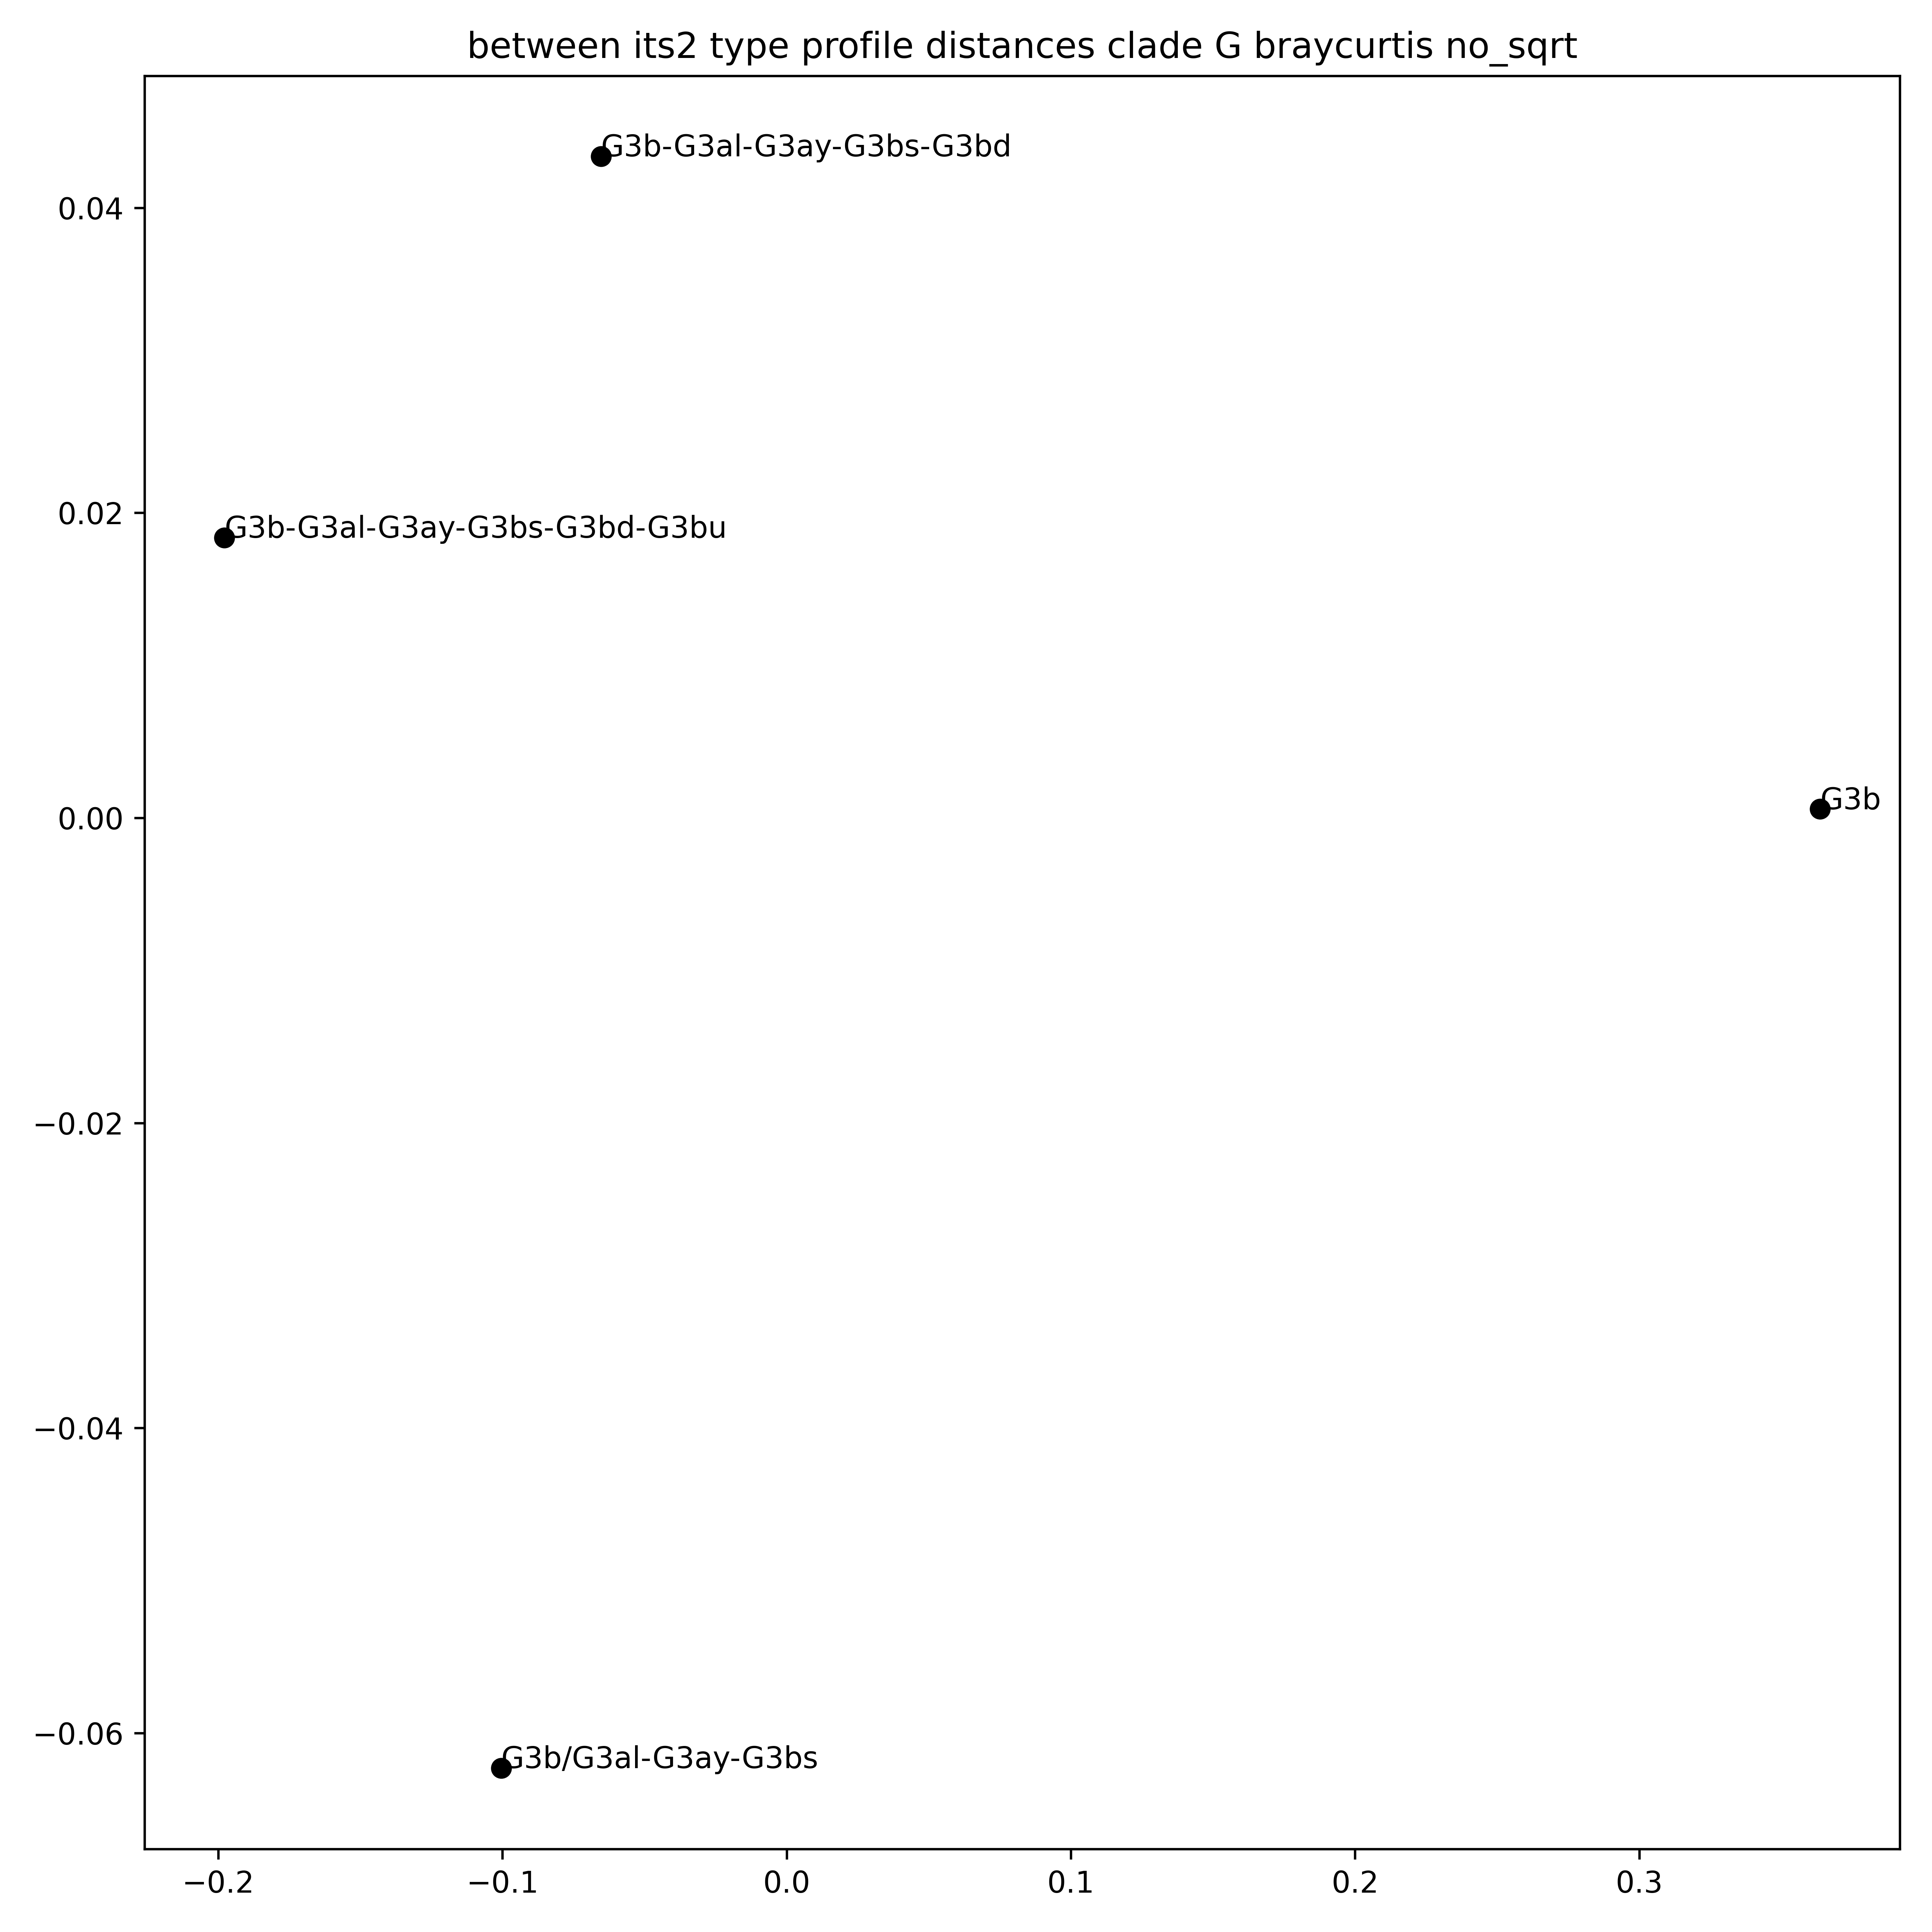 between its2 type profile distances clade G braycurtis no_sqrt
G3b-G3al-G3ay-G3bs-G3bd
0.04
G3b-G3al-G3ay-G3bs-G3bd-G3bu
0.02
G3b
0.00
−0.02
−0.04
−0.06
G3b/G3al-G3ay-G3bs
−0.2 −0.1 0.0 0.1 0.2 0.3